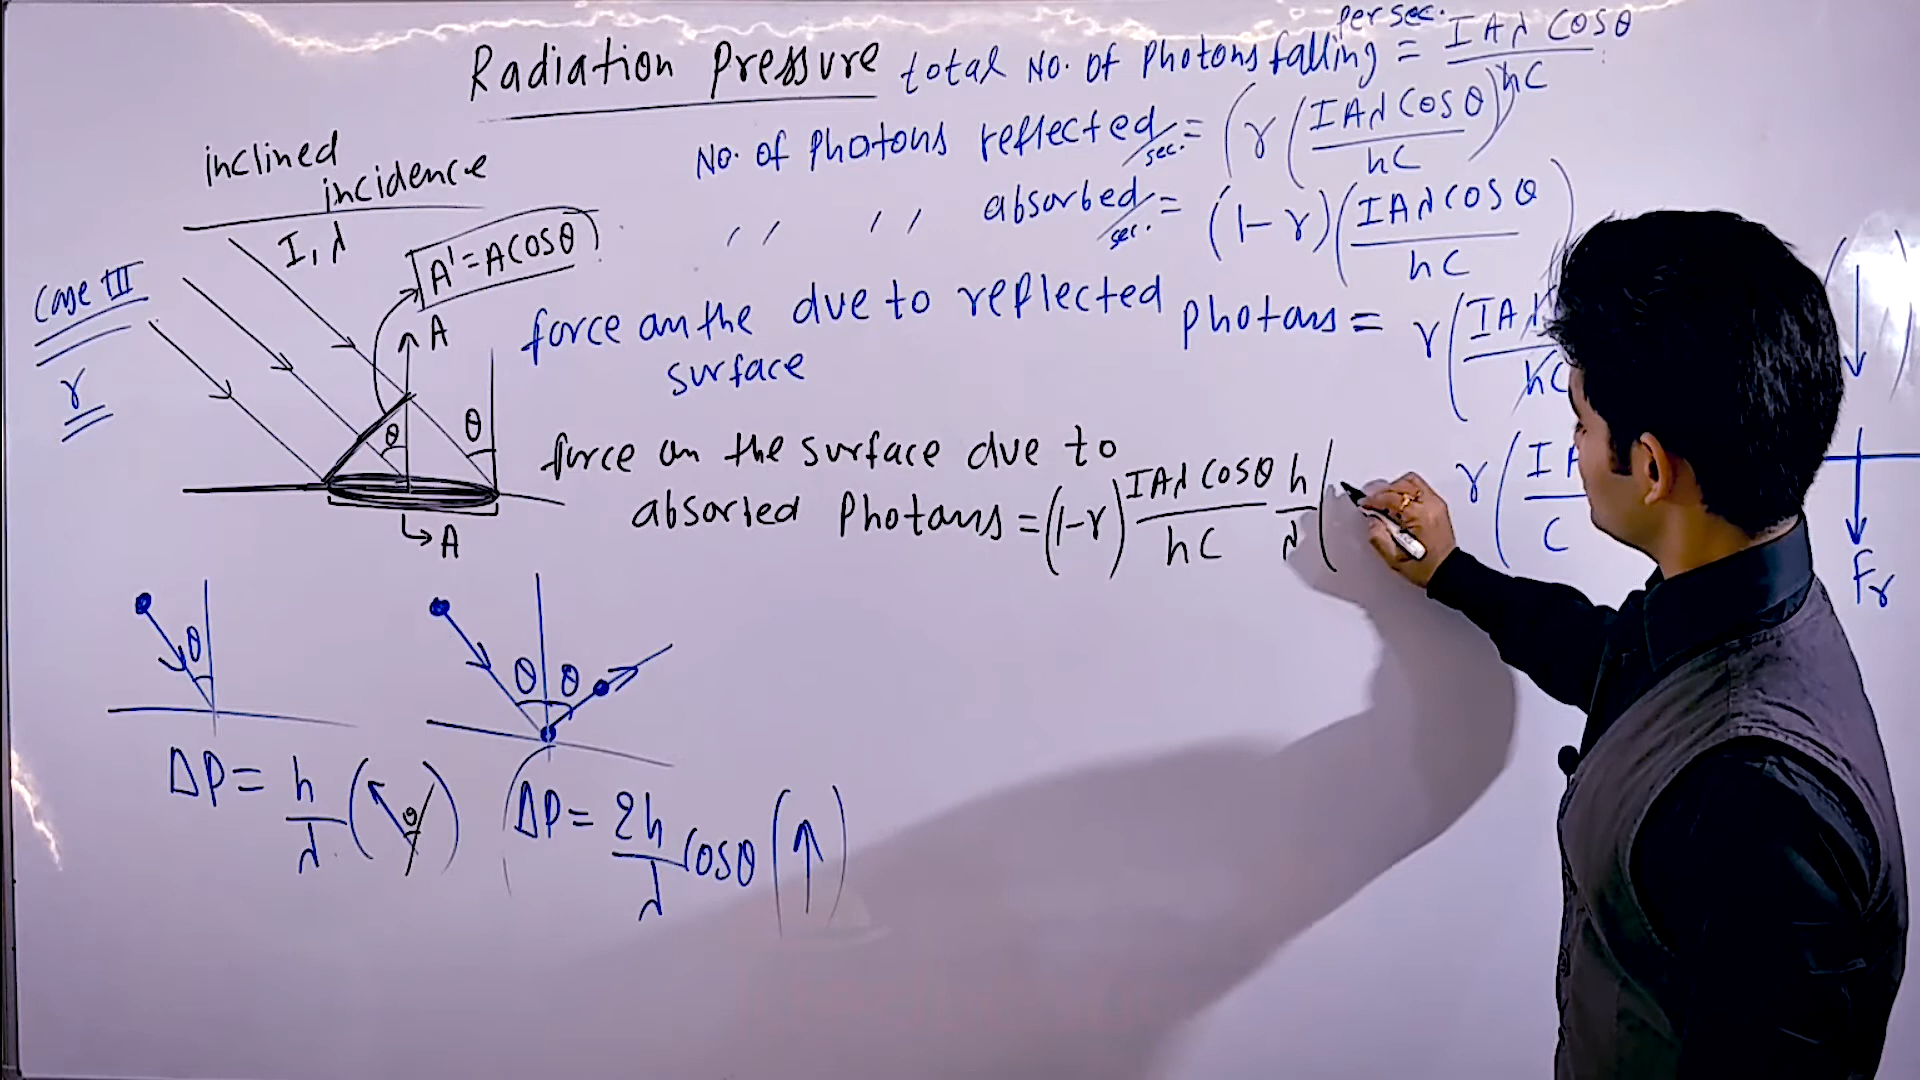 Radiation Pressure
total No. of Photons falling per sec. = IAλ cosθ / hc
No. of Photons reflected/sec. = (r (IAλ cosθ / hc)
〃 〃 absorbed/sec. = (1-r)(IAλ cosθ / hc)
inclined
incidence
I, λ
A' = A cosθ
Case III
r
A
θ
θ
A
force on the due to reflected Photons = r (IA
surface
hc
force on the surface due to
absorted Photons = (1-r) IAλ cosθ / hc h/λ (
r (IA
c
Fr
θ
θ θ
ΔP = h/λ (θ)
ΔP = 2h/λ cosθ (↑)